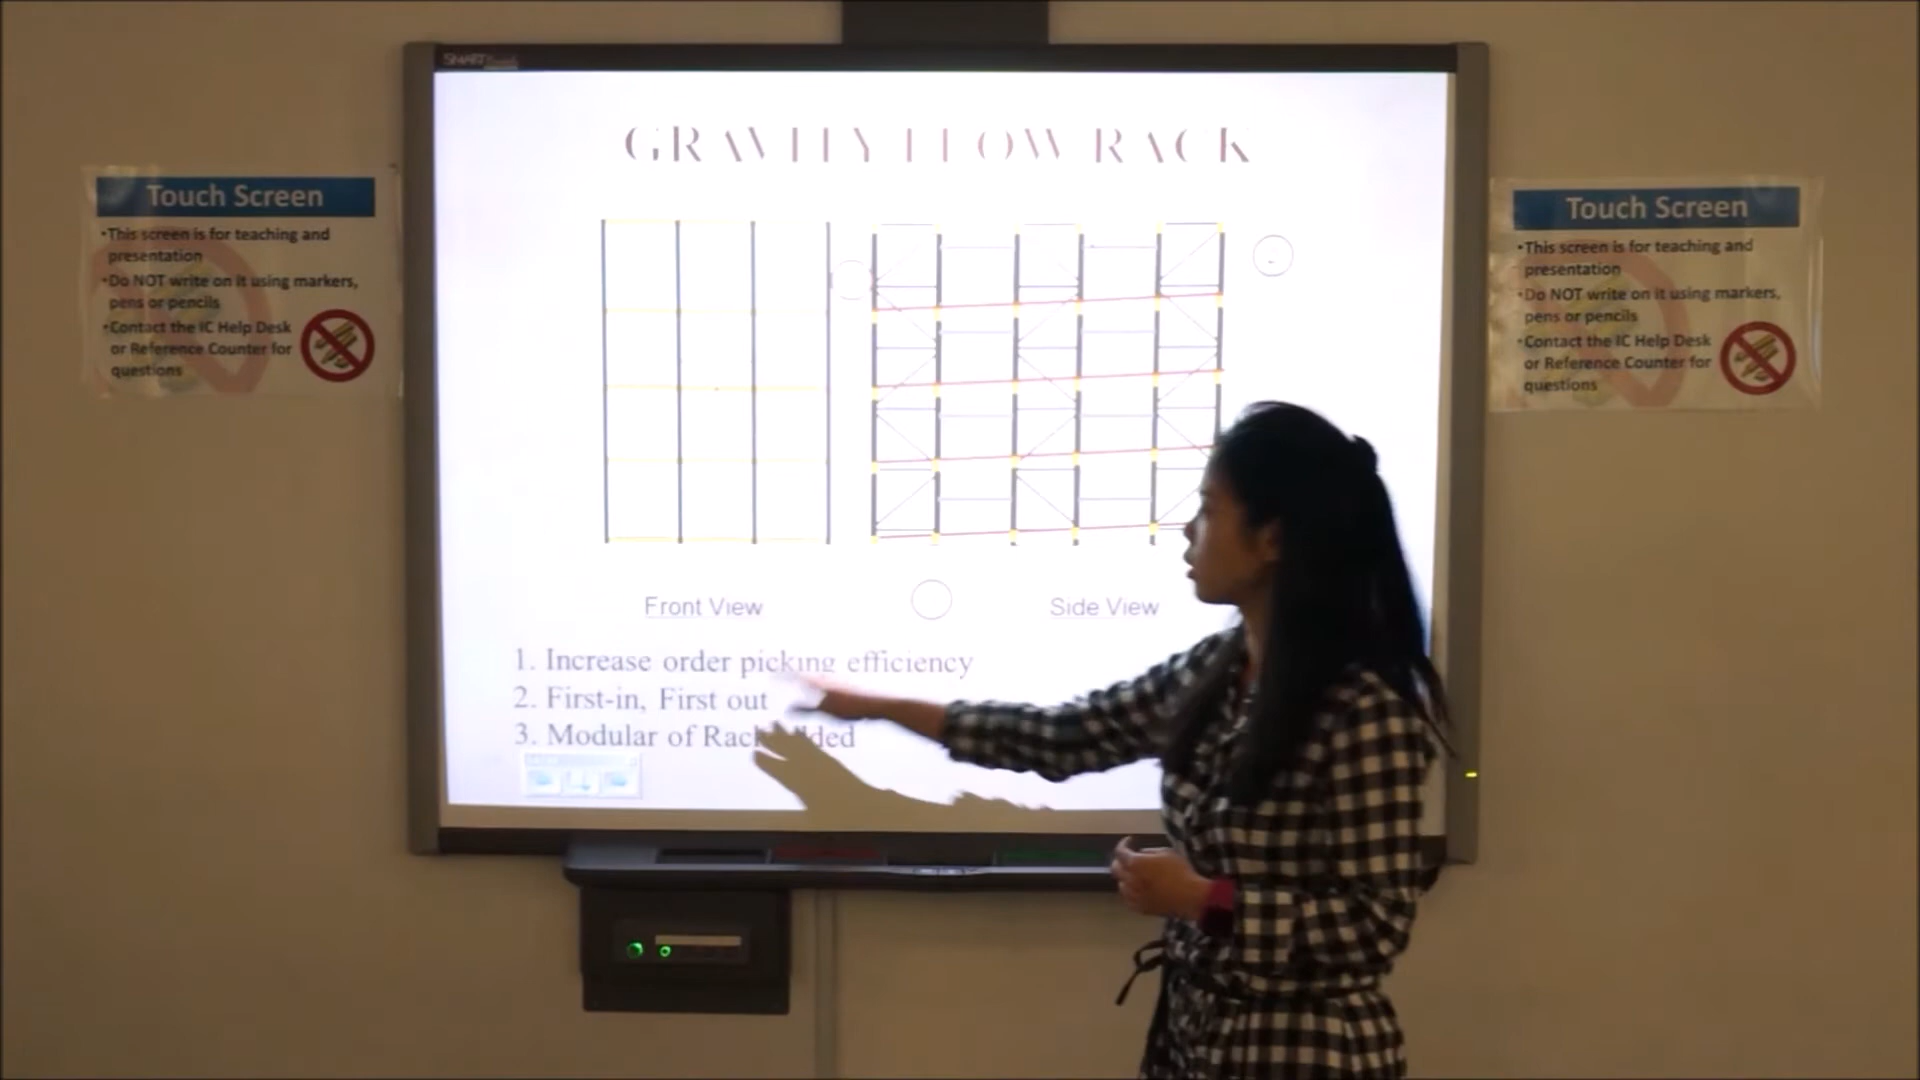 SMART
GRAVITY FLOW RACK
Touch Screen
•This screen is for teaching and
presentation
•Do NOT write on it using markers,
pens or pencils
•Contact the IC Help Desk
or Reference Counter for
questions
Front View
Side View
1. Increase order picking efficiency
2. First-in, First out
3. Modular of Rack
Touch Screen
•This screen is for teaching and
presentation
•Do NOT write on it using markers,
pens or pencils
•Contact the IC Help Desk
or Reference Counter for
questions